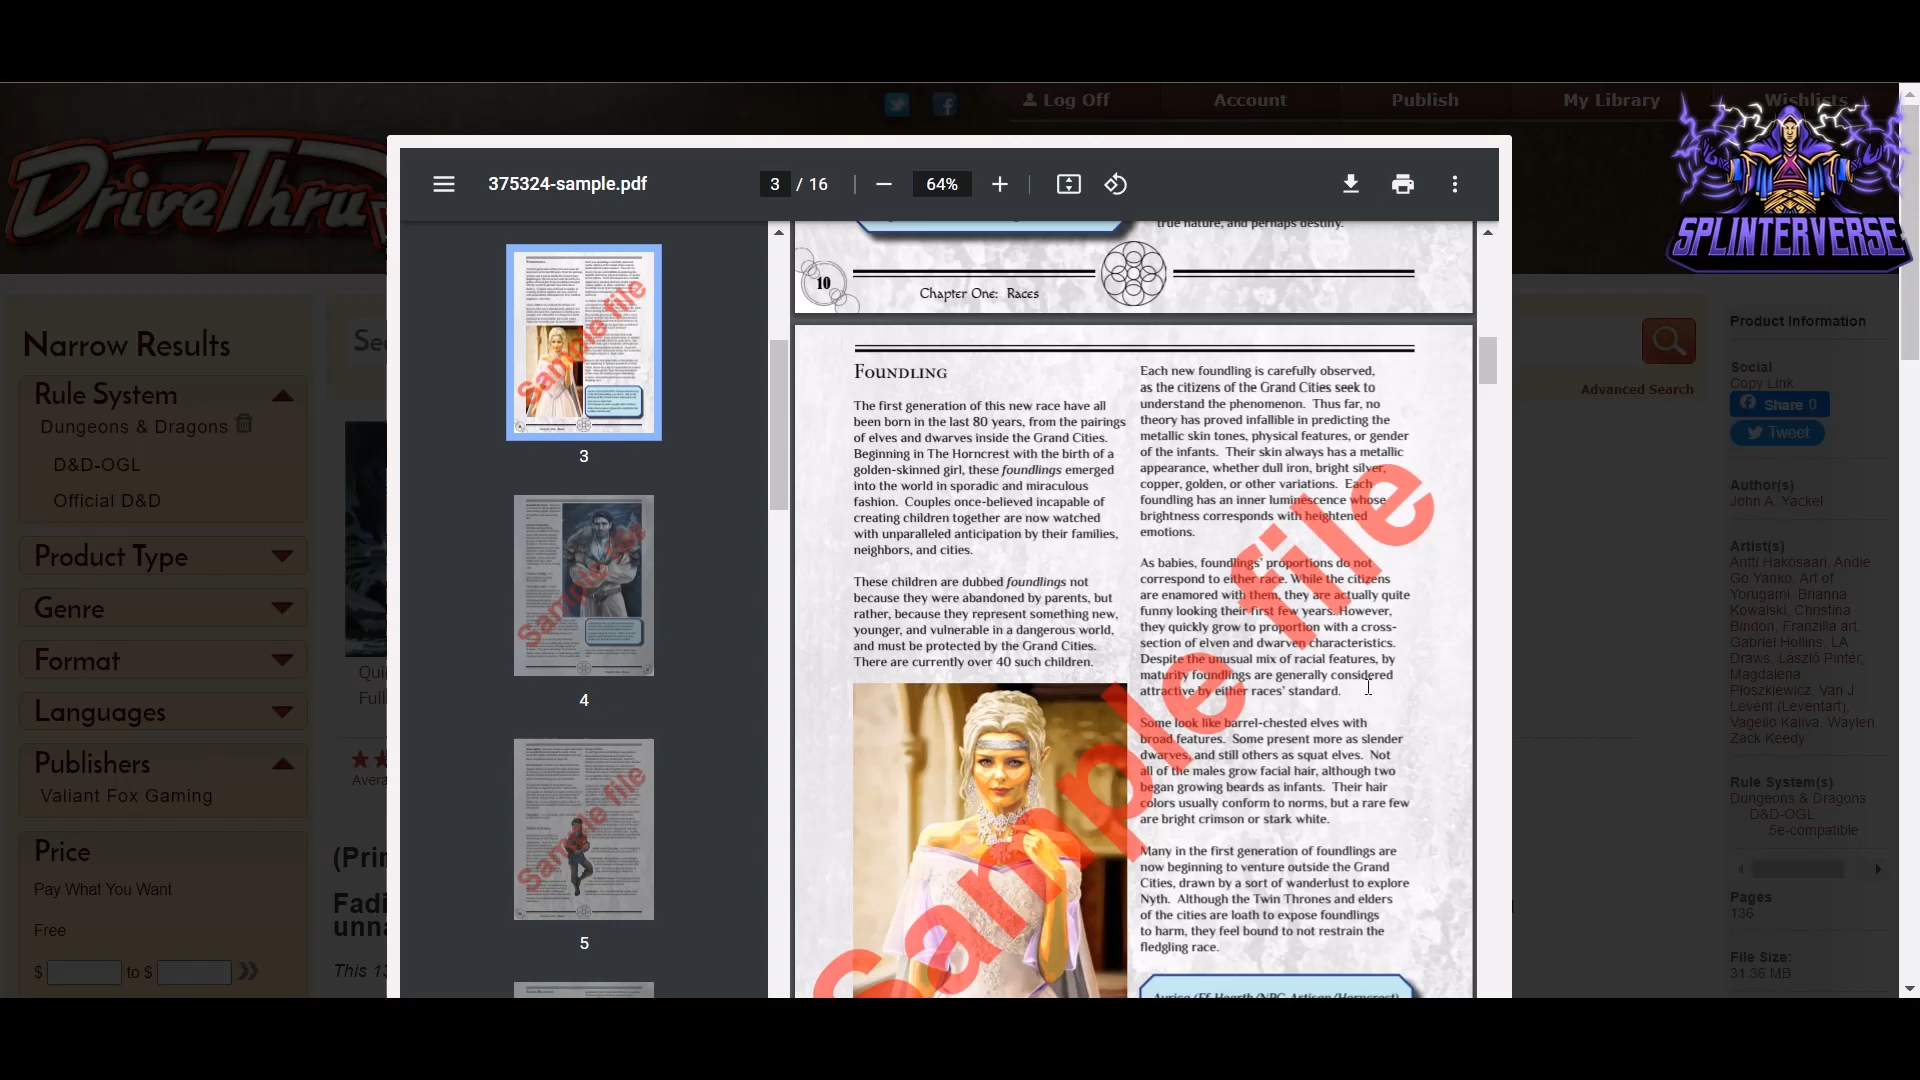 Log Off
Account
Publish
My Library
Wishlists
DriveThru
SPLINTERVERSE
375324-sample.pdf
3 / 16
64%
true nature, and perhaps destiny.
10
Chapter One: Races
Narrow Results
Rule System
Dungeons & Dragons
D&D-OGL
Official D&D
Product Type
Genre
Format
Languages
Publishers
Valiant Fox Gaming
Price
Pay What You Want
Free
$ to $
Sample file
3
Sample file
4
Sample file
5
Foundling
The first generation of this new race have all
been born in the last 80 years, from the pairings
of elves and dwarves inside the Grand Cities.
Beginning in The Horncrest with the birth of a
golden-skinned girl, these foundlings emerged
into the world in sporadic and miraculous
fashion. Couples once-believed incapable of
creating children together are now watched
with unparalleled anticipation by their families,
neighbors, and cities.
These children are dubbed foundlings not
because they were abandoned by parents, but
rather, because they represent something new,
younger, and vulnerable in a dangerous world,
and must be protected by the Grand Cities.
There are currently over 40 such children.
Each new foundling is carefully observed,
as the citizens of the Grand Cities seek to
understand the phenomenon. Thus far, no
theory has proved infallible in predicting the
metallic skin tones, physical features, or gender
of the infants. Their skin always has a metallic
appearance, whether dull iron, bright silver,
copper, golden, or other variations. Each
foundling has an inner luminescence whose
brightness corresponds with heightened
emotions.
As babies, foundlings' proportions do not
correspond to either race. While the citizens
are enamored with them, they are actually quite
funny looking their first few years. However,
they quickly grow to proportion with a cross-
section of elven and dwarven characteristics.
Despite the unusual mix of racial features, by
maturity foundlings are generally considered
attractive by either races' standard.
Some look like barrel-chested elves with
broad features. Some present more as slender
dwarves, and still others as squat elves. Not
all of the males grow facial hair, although two
began growing beards as infants. Their hair
colors usually conform to norms, but a rare few
are bright crimson or stark white.
Many in the first generation of foundlings are
now beginning to venture outside the Grand
Cities, drawn by a sort of wanderlust to explore
Nyth. Although the Twin Thrones and elders
of the cities are loath to expose foundlings
to harm, they feel bound to not restrain the
fledgling race.
Sample file
Advanced Search
Product Information
Social
Copy Link
Share 0
Tweet
Author(s)
John A. Yackel
Artist(s)
Antti Hakosaari, Andie
Go Yanko, Art of
Yorugami, Brianna
Kowalski, Christina
Bindon, Franzilla art,
Gabriel Hollins, LA
Draws, László Pintér,
Magdalena
Płoszkiewicz, Van J
Levent (Leventart),
Vagelio Kaliva, Waylen,
Zack Keedy
Rule System(s)
Dungeons & Dragons
D&D-OGL
5e-compatible
Pages
136
File Size:
31.36 MB